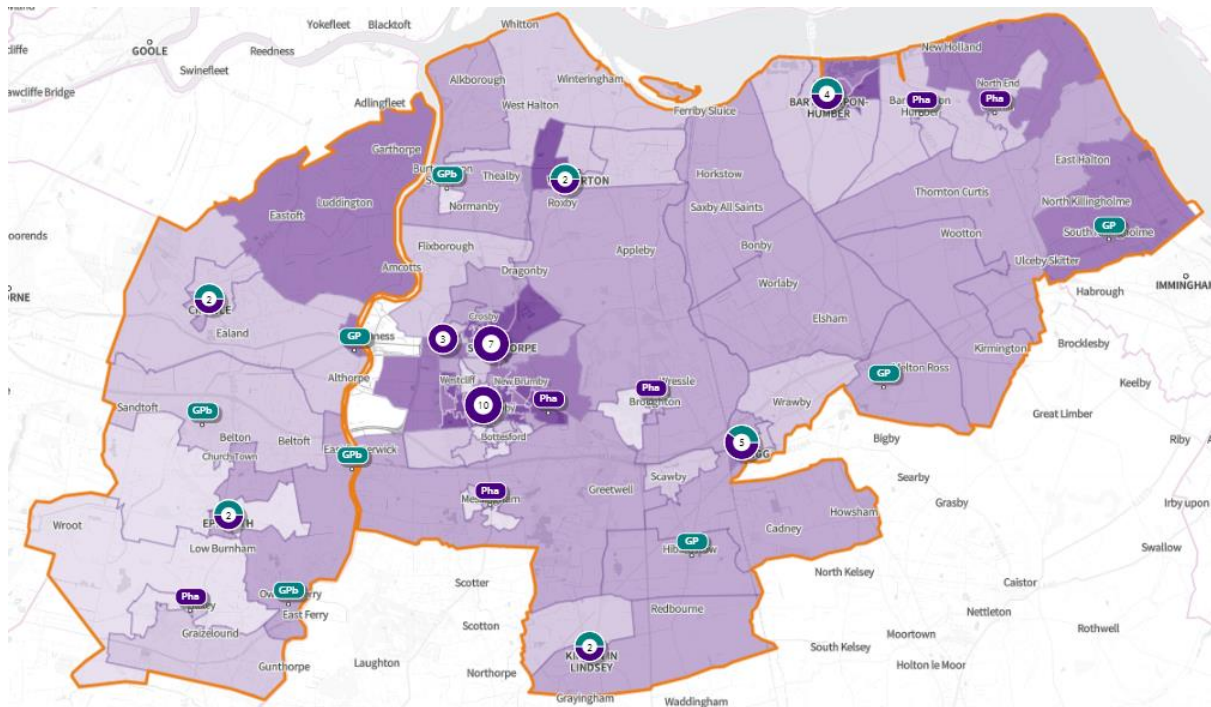 Whitton
Yokefleet
Blacktoft
GOOLE
Reedness
Swinefleet
Alkborough
Winteringham
New Holland
Adlingfleet
West Halton
Ferriby Sluice
4
HUMBER
Pha
Pha
North End
Garthorpe
GPb
Thealby
2
Horkstow
East Halton
Luddington
Normanby
Roxby
Saxby All Saints
Thornton Curtis
North Killingholme
Eastoft
GP
Flixborough
Appleby
Bonby
Wootton
Amcotts
Dragonby
Ulceby Skitter
2
Worlaby
Habrough
Crosby
Elsham
Ealand
GP
3
7
Kirmington
Brocklesby
Althorpe
GP
Keelby
New Brumby
Pha
Wressle
Sandtoft
GPb
10
Pha
Broughton
Wrawby
Great Limber
Belton
Beltoft
Bottesford
5
Bigby
Riby
Church Town
GPb
Scawby
Searby
Pha
Greetwell
Grasby
Howsham
Wroot
2
Cadney
Low Burnham
GP
Swallow
Scotter
North Kelsey
Caistor
Pha
GPb
Redbourne
Nettleton
East Ferry
Scotton
Moortown
Rothwell
Graizelound
2
South Kelsey
Gunthorpe
Laughton
Northorpe
LINDSEY
Holton le Moor
Grayingham
Waddingham